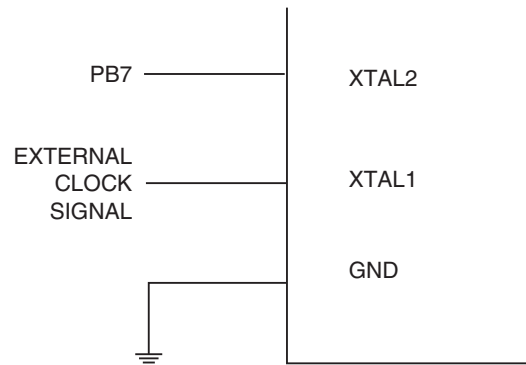 PB7
XTAL2
EXTERNAL
CLOCK
SIGNAL
XTAL1
GND